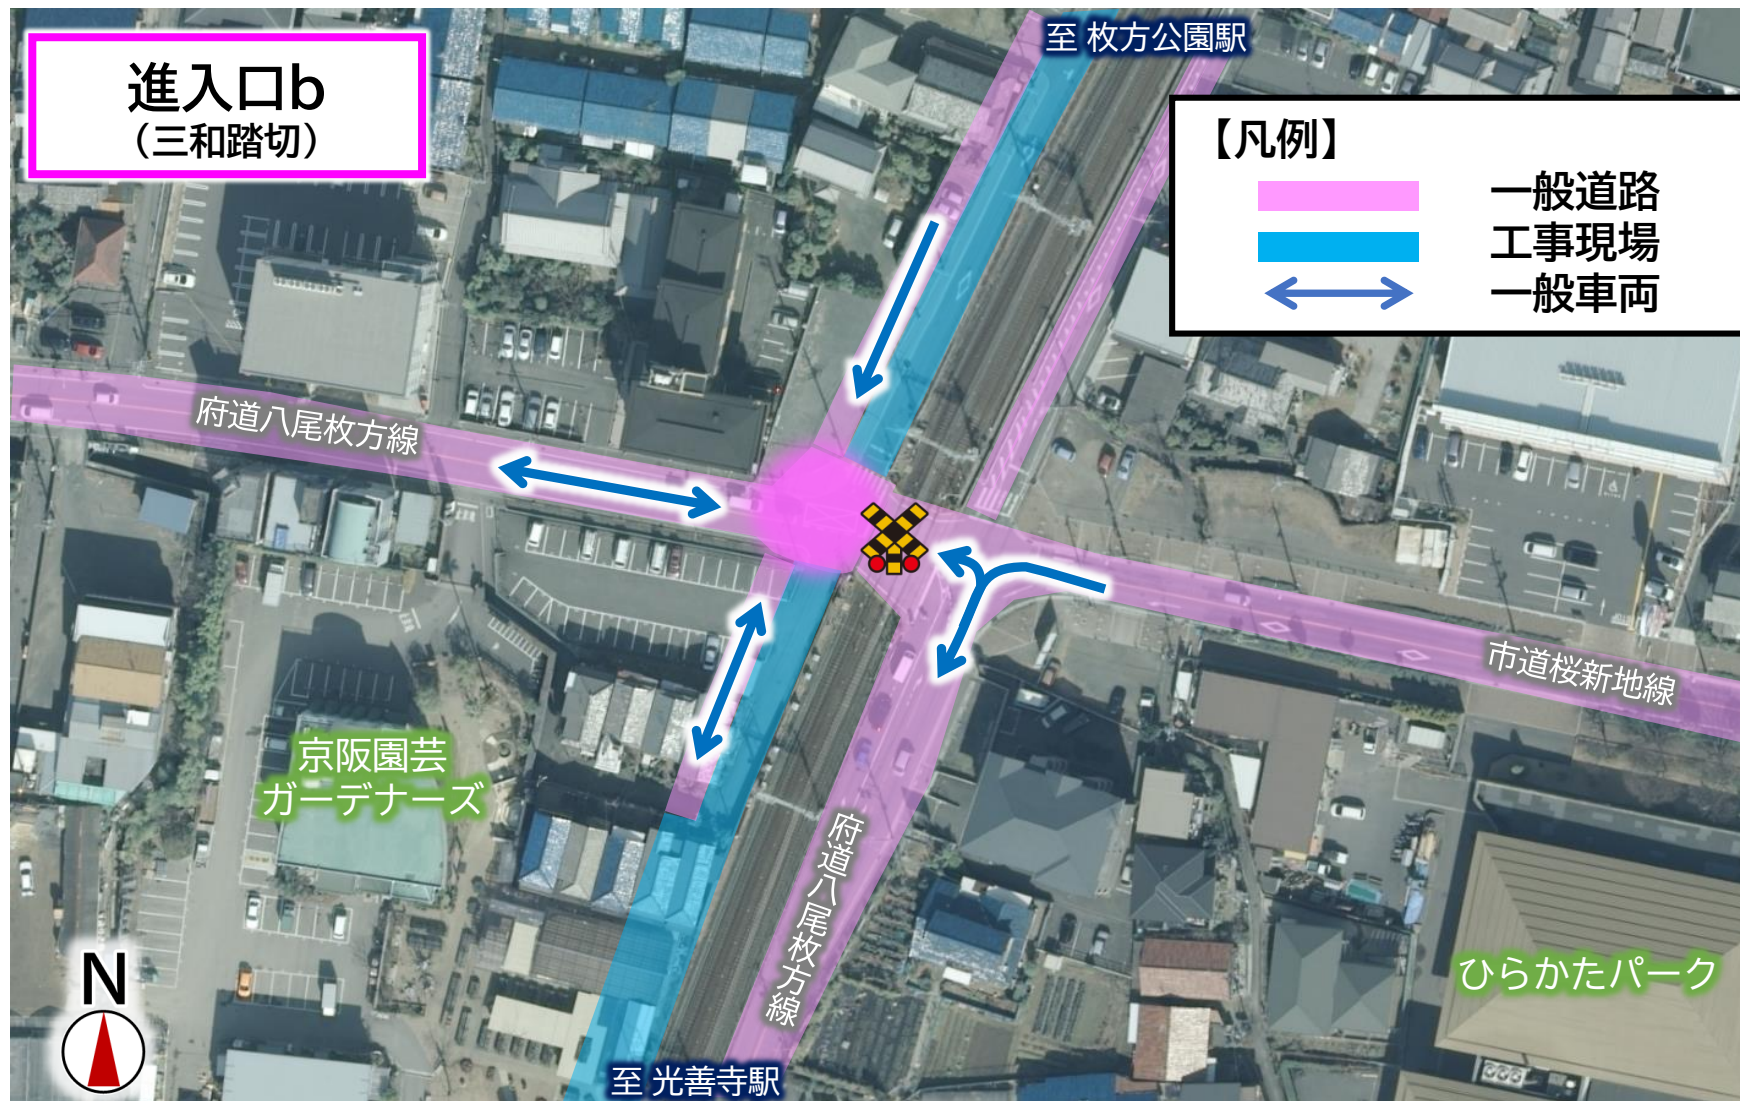 進入口b
（三和踏切）
至 枚方公園駅
【凡例】
一般道路
工事現場
一般車両
府道八尾枚方線
市道桜新地線
京阪園芸
ガーデナーズ
府道八尾枚方線
ひらかたパーク
N
至 光善寺駅